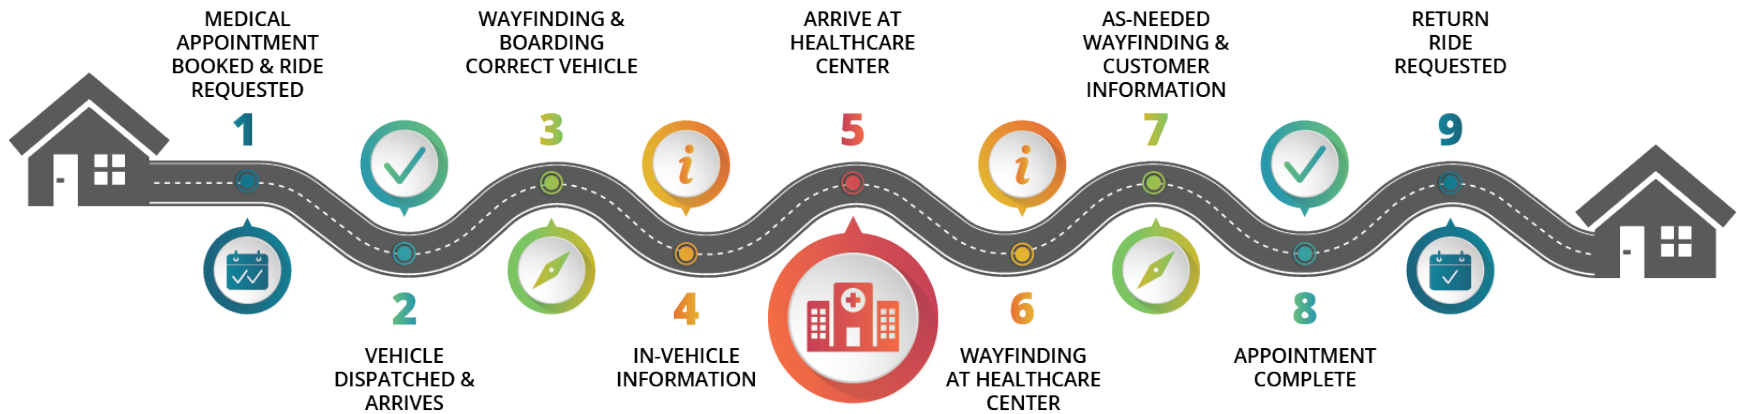 MEDICAL
APPOINTMENT
BOOKED & RIDE
REQUESTED
1
2
VEHICLE
DISPATCHED &
ARRIVES
WAYFINDING &
BOARDING
CORRECT VEHICLE
3
4
IN-VEHICLE
INFORMATION
ARRIVE AT
HEALTHCARE
CENTER
5
6
WAYFINDING
AT HEALTHCARE
CENTER
AS-NEEDED
WAYFINDING &
CUSTOMER
INFORMATION
7
8
APPOINTMENT
COMPLETE
RETURN
RIDE
REQUESTED
9